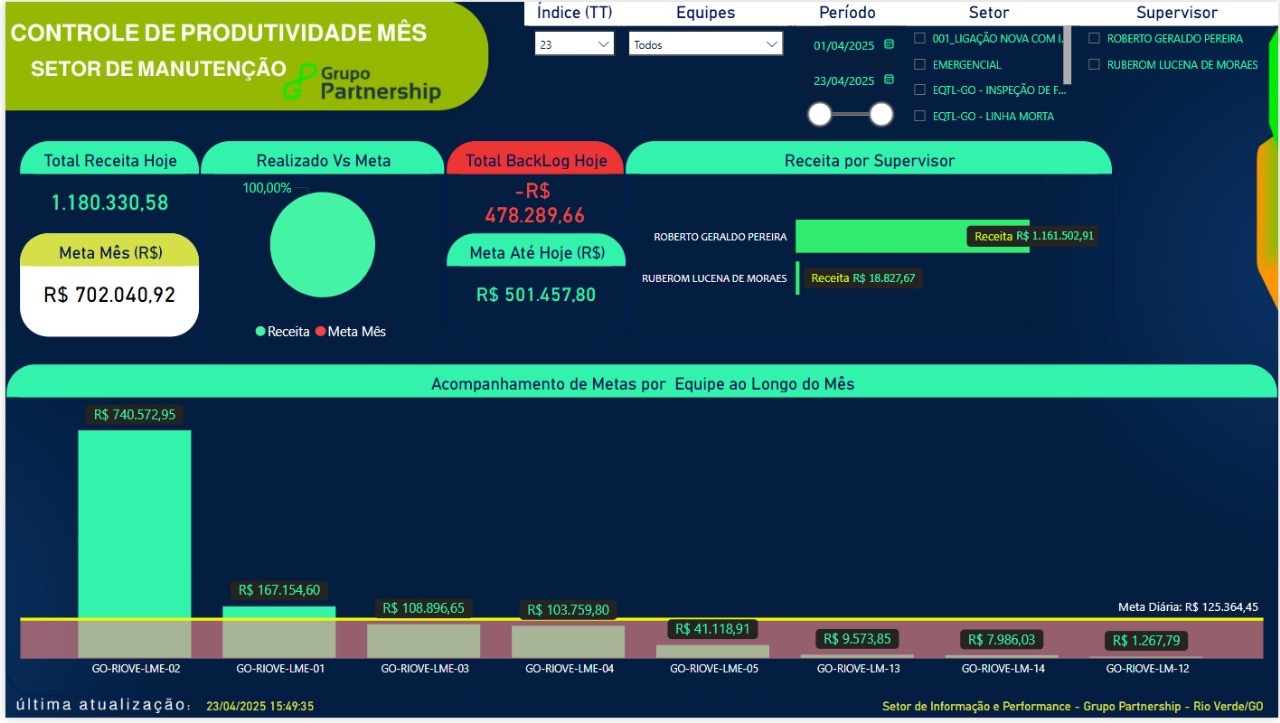 CONTROLE DE PRODUTIVIDADE MÊS
SETOR DE MANUTENÇÃO
Grupo
Partnership
Índice (TT)
23
Equipes
Todos
Período
01/04/2025
23/04/2025
Setor
001_LIGAÇÃO NOVA COM I...
EMERGENCIAL
EQTL-GO - INSPEÇÃO DE F...
EQTL-GO - LINHA MORTA
Supervisor
ROBERTO GERALDO PEREIRA
RUBEROM LUCENA DE MORAES
Total Receita Hoje
1.180.330,58
Meta Mês (R$)
R$ 702.040,92
Realizado Vs Meta
100,00%
Receita Meta Mês
Total BackLog Hoje
-R$
478.289,66
Meta Até Hoje (R$)
R$ 501.457,80
Receita por Supervisor
ROBERTO GERALDO PEREIRA Receita R$ 1.161.502,91
RUBEROM LUCENA DE MORAES Receita R$ 18.827,67
Acompanhamento de Metas por Equipe ao Longo do Mês
R$ 740.572,95
R$ 167.154,60
R$ 108.896,65
R$ 103.759,80
R$ 41.118,91
R$ 9.573,85
R$ 7.986,03
R$ 1.267,79
Meta Diária: R$ 125.364,45
GO-RIOVE-LME-02 GO-RIOVE-LME-01 GO-RIOVE-LME-03 GO-RIOVE-LME-04 GO-RIOVE-LME-05 GO-RIOVE-LM-13 GO-RIOVE-LM-14 GO-RIOVE-LM-12
última atualização: 23/04/2025 15:49:35
Setor de Informação e Performance - Grupo Partnership - Rio Verde/GO